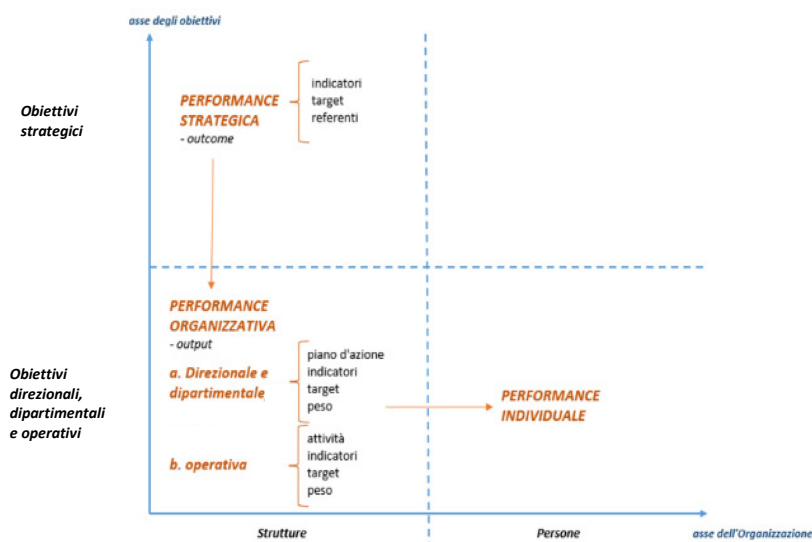 asse degli obiettivi
Obiettivi
strategici
PERFORMANCE
STRATEGICA
- outcome
indicatori
target
referenti
PERFORMANCE
ORGANIZZATIVA
- output
Obiettivi
direzionali,
dipartimentali
e operativi
a. Direzionale e
dipartimentale
piano d'azione
indicatori
target
peso
b. operativa
attività
indicatori
target
peso
PERFORMANCE
INDIVIDUALE
Strutture
Persone
asse dell'Organizzazione